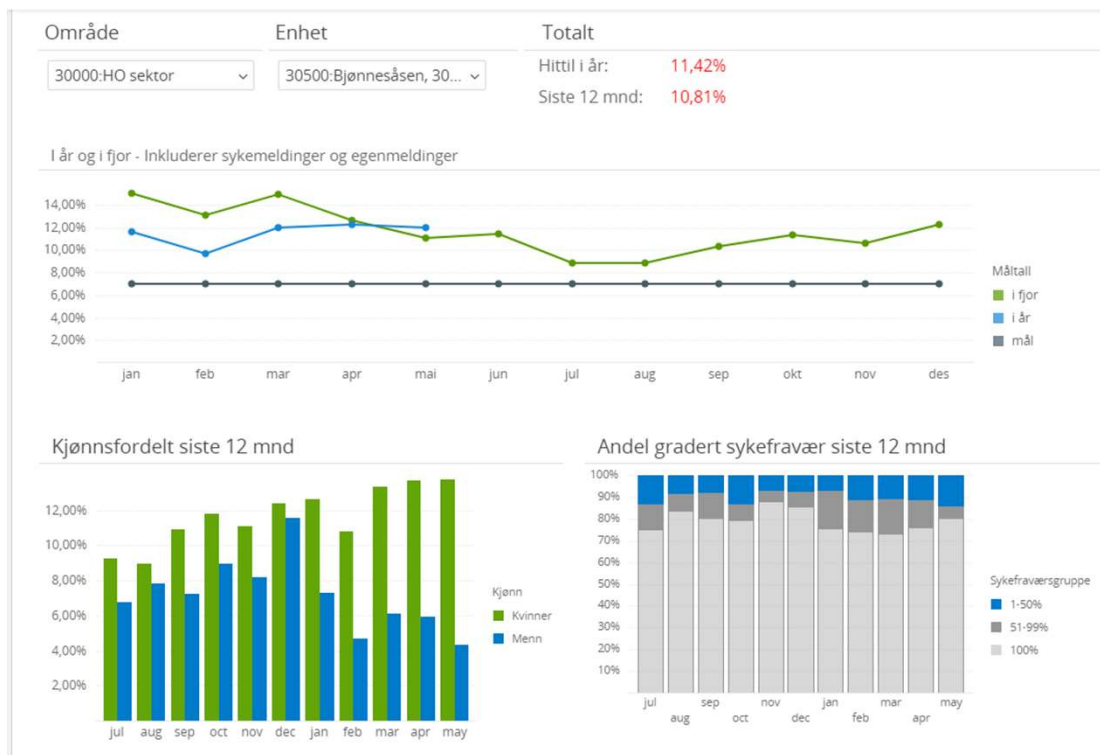 Område
Enhet
Totalt
30000:HO sektor
30500:Bjønnesåsen, 30...
Hittil i år: 11,42%
Siste 12 mnd: 10,81%
I år og i fjor - Inkluderer sykemeldinger og egenmeldinger
14,00%
12,00%
10,00%
8,00%
6,00%
4,00%
2,00%
jan feb mar apr mai jun jul aug sep okt nov des
Måltall
i fjor
i år
mål
Kjønnsfordelt siste 12 mnd
12,00%
10,00%
8,00%
6,00%
4,00%
2,00%
jul aug sep oct nov dec jan feb mar apr may
Kjønn
Kvinner
Menn
Andel gradert sykefravær siste 12 mnd
100%
90%
80%
70%
60%
50%
40%
30%
20%
10%
jul sep nov jan mar may
aug oct dec feb apr
Sykefraværsgruppe
1-50%
51-99%
100%